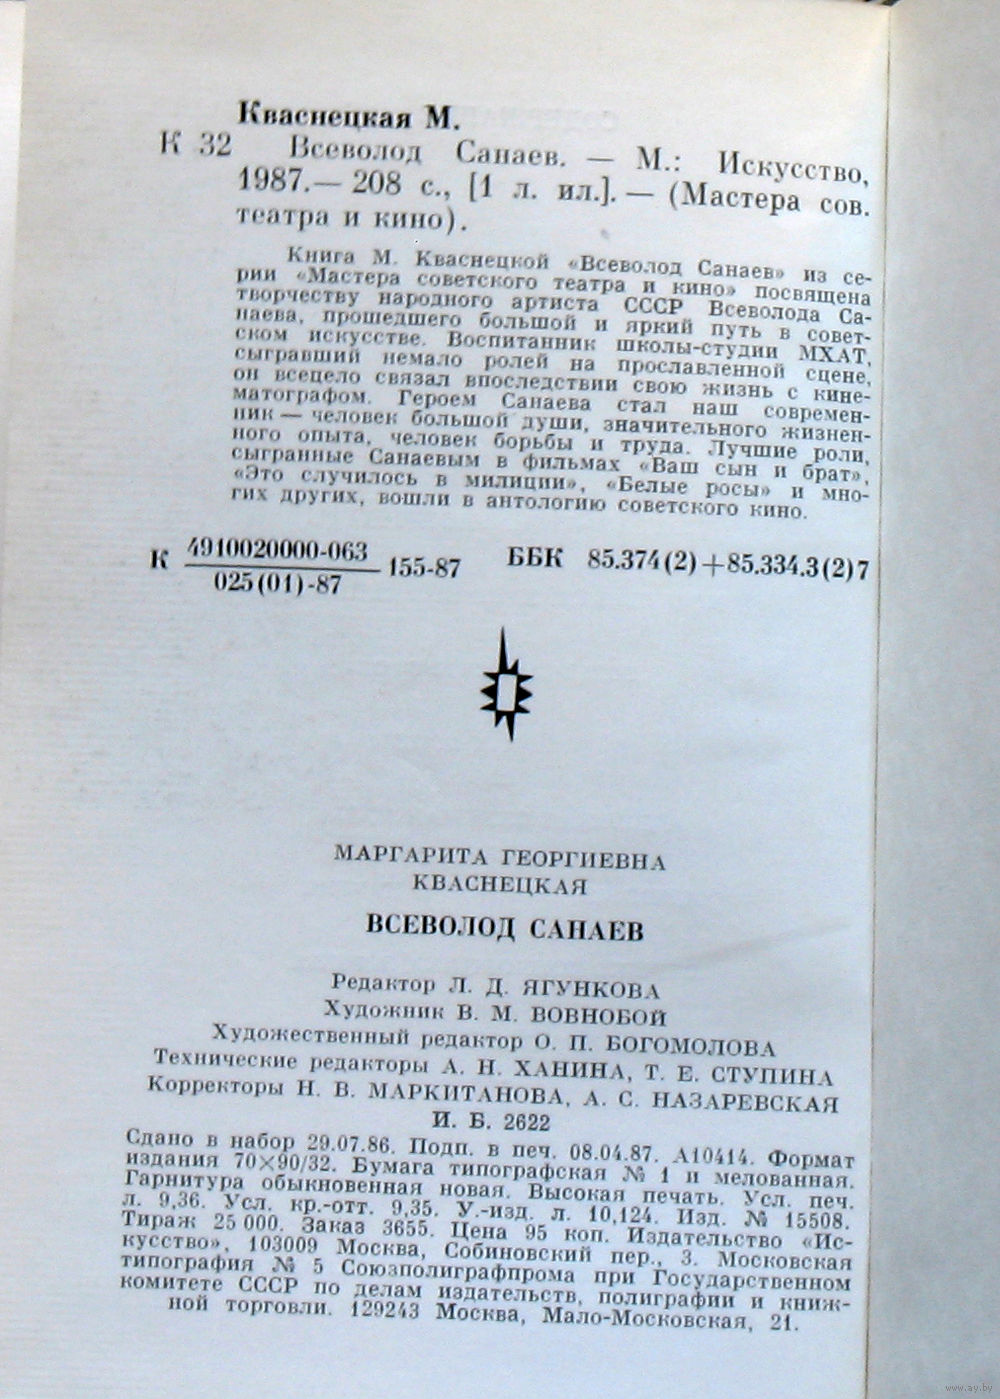 Кваснецкая М.
К 32 Всеволод Санаев. — М.: Искусство,
1987.— 208 с., [1 л. ил.]. — (Мастера сов.
театра и кино).
Книга М. Кваснецкой «Всеволод Санаев» из се-
рии «Мастера советского театра и кино» посвящена
творчеству народного артиста СССР Всеволода Са-
наева, прошедшего большой и яркий путь в совет-
ском искусстве. Воспитанник школы-студии МХАТ,
сыгравший немало ролей на прославленной сцене,
он всецело связал впоследствии свою жизнь с кине-
матографом. Героем Санаева стал наш современ-
ник — человек большой души, значительного жизнен-
ного опыта, человек борьбы и труда. Лучшие роли,
сыгранные Санаевым в фильмах «Ваш сын и брат»,
«Это случилось в милиции», «Белые росы» и мно-
гих других, вошли в антологию советского кино.
К 4910020000-063 155-87 ББК 85.374(2)+85.334.3(2)7
025(01)-87
МАРГАРИТА ГЕОРГИЕВНА
КВАСНЕЦКАЯ
ВСЕВОЛОД САНАЕВ
Редактор Л. Д. ЯГУНКОВА
Художник В. М. ВОВНОБОЙ
Художественный редактор О. П. БОГОМОЛОВА
Технические редакторы А. Н. ХАНИНА, Т. Е. СТУПИНА
Корректоры Н. В. МАРКИТАНОВА, А. С. НАЗАРЕВСКАЯ
И. Б. 2622
Сдано в набор 29.07.86. Подп. в печ. 08.04.87. А10414. Формат
издания 70×90/32. Бумага типографская № 1 и мелованная.
Гарнитура обыкновенная новая. Высокая печать. Усл. печ.
л. 9,36. Усл. кр.-отт. 9,35. У.-изд. л. 10,124. Изд. № 15508.
Тираж 25 000. Заказ 3655. Цена 95 коп. Издательство «Ис-
кусство», 103009 Москва, Собиновский пер., 3. Московская
типография № 5 Союзполиграфпрома при Государственном
комитете СССР по делам издательств, полиграфии и книж-
ной торговли. 129243 Москва, Мало-Московская, 21.
www.ay.by